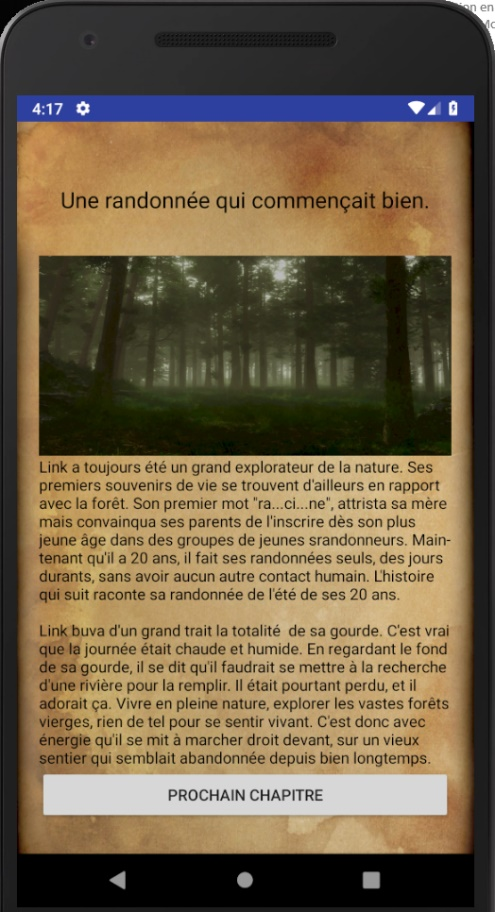 ion en
Mo
4:17
Une randonnée qui commençait bien.
Link a toujours été un grand explorateur de la nature. Ses
premiers souvenirs de vie se trouvent d'ailleurs en rapport
avec la forêt. Son premier mot "ra...ci...ne", attrista sa mère
mais convainqua ses parents de l'inscrire dès son plus
jeune âge dans des groupes de jeunes srandonneurs. Main-
tenant qu'il a 20 ans, il fait ses randonnées seuls, des jours
durants, sans avoir aucun autre contact humain. L'histoire
qui suit raconte sa randonnée de l'été de ses 20 ans.
Link buva d'un grand trait la totalité  de sa gourde. C'est vrai
que la journée était chaude et humide. En regardant le fond
de sa gourde, il se dit qu'il faudrait se mettre à la recherche
d'une rivière pour la remplir. Il était pourtant perdu, et il
adorait ça. Vivre en pleine nature, explorer les vastes forêts
vierges, rien de tel pour se sentir vivant. C'est donc avec
énergie qu'il se mit à marcher droit devant, sur un vieux
sentier qui semblait abandonnée depuis bien longtemps.
PROCHAIN CHAPITRE